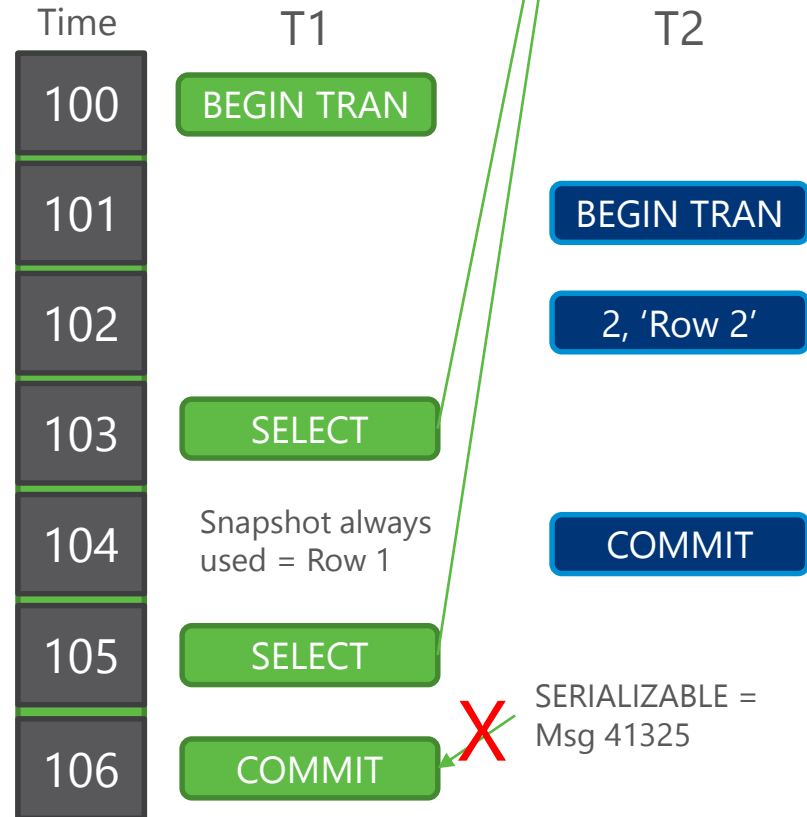 Time T1 T2
100 BEGIN TRAN
101 BEGIN TRAN
102 2, ‘Row 2’
103 SELECT
104 Snapshot always
used = Row 1 COMMIT
105 SELECT
SERIALIZABLE =
X Msg 41325
106 COMMIT